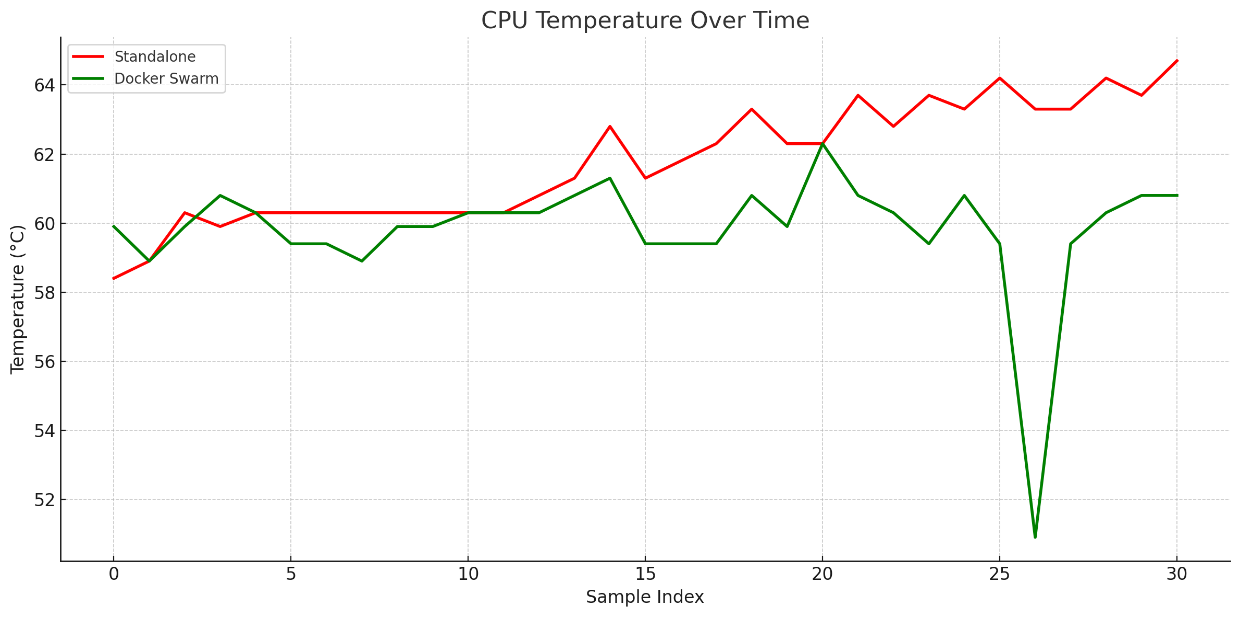 CPU Temperature Over Time
Standalone
Docker Swarm
64
62
60
58
56
54
52
Temperature (°C)
0 5 10 15 20 25 30
Sample Index